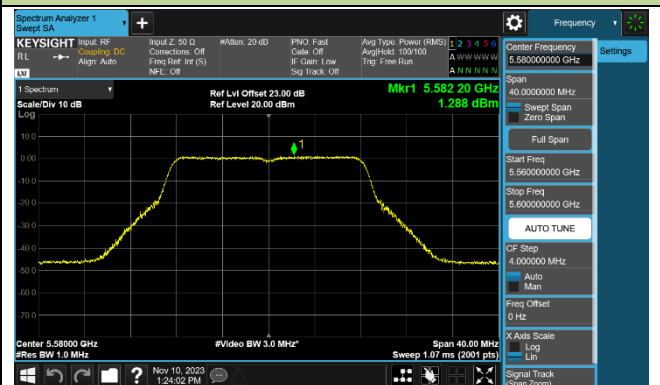 Spectrum Analyzer 1
Swept SA
+
Frequency
KEYSIGHT
RL
LXI
Input: RF
Coupling: DC
Align: Auto
Input Z: 50 Ω
Corrections: Off
Freq Ref: Int (S)
NFE: Off
#Atten: 20 dB
PNO: Fast
Gate: Off
IF Gain: Low
Sig Track: Off
Avg Type: Power (RMS)
Avg|Hold: 100/100
Trig: Free Run
1 2 3 4 5 6
A W W W W W
A N N N N N
1 Spectrum
Scale/Div 10 dB
Log
Ref Lvl Offset 23.00 dB
Ref Level 20.00 dBm
Mkr1 5.582 20 GHz
1.288 dBm
1
10.0
0.00
-10.0
-20.0
-30.0
-40.0
-50.0
-60.0
-70.0
Center 5.58000 GHz
#Res BW 1.0 MHz
#Video BW 3.0 MHz*
Span 40.00 MHz
Sweep 1.07 ms (2001 pts)
Nov 10, 2023
1:24:02 PM
?
Center Frequency
5.580000000 GHz
Span
40.0000000 MHz
Swept Span
Zero Span
Full Span
Start Freq
5.560000000 GHz
Stop Freq
5.600000000 GHz
AUTO TUNE
CF Step
4.000000 MHz
Auto
Man
Freq Offset
0 Hz
X Axis Scale
Log
Lin
Signal Track
(Span Zoom)
Settings